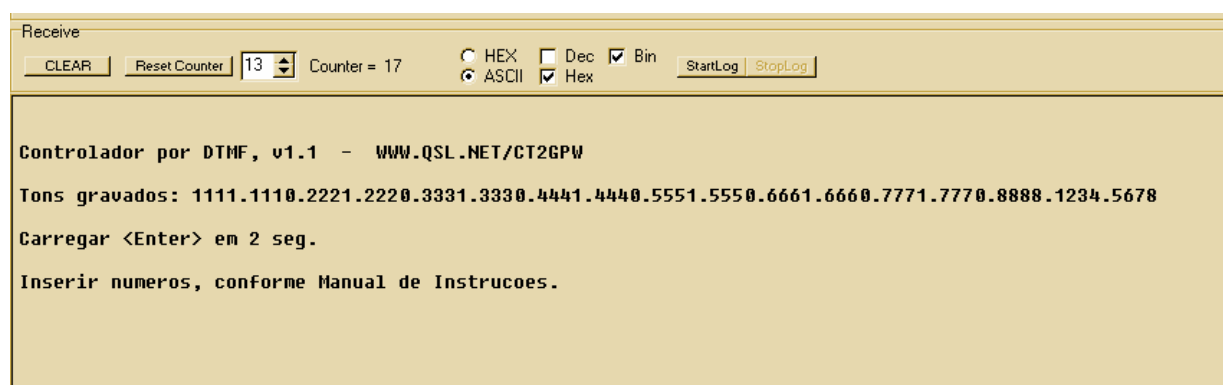 Receive
CLEAR Reset Counter 13 Counter = 17 HEX Dec Bin StartLog StopLog
ASCII Hex
Controlador por DTMF, v1.1 - WWW.QSL.NET/CT2GPW
Tons gravados: 1111.1110.2221.2220.3331.3330.4441.4440.5551.5550.6661.6660.7771.7770.8888.1234.5678
Carregar <Enter> em 2 seg.
Inserir numeros, conforme Manual de Instrucoes.